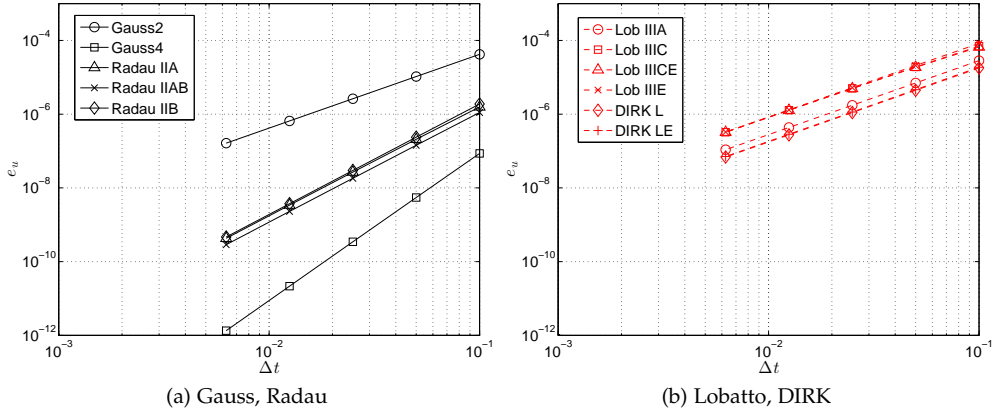 Gauss2
Gauss4
Radau IIA
Radau IIAB
Radau IIB
10⁻⁴
10⁻⁶
10⁻⁸
10⁻¹⁰
10⁻¹²
e_u
10⁻³
10⁻²
10⁻¹
Δt
(a) Gauss, Radau
Lob IIIA
Lob IIIC
Lob IIICE
Lob IIIE
DIRK L
DIRK LE
10⁻⁴
10⁻⁶
10⁻⁸
10⁻¹⁰
10⁻¹²
e_u
10⁻³
10⁻²
10⁻¹
Δt
(b) Lobatto, DIRK